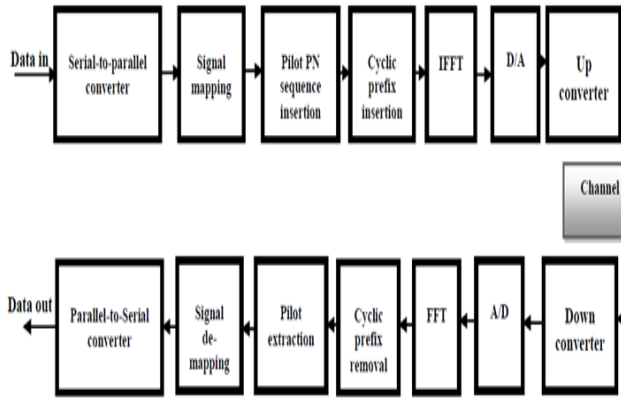 Data in
Serial-to-parallel
converter
Signal
mapping
Pilot PN
sequence
insertion
Cyclic
prefix
insertion
IFFT
D/A
Up
converter
Channel
Data out
Parallel-to-Serial
converter
Signal
de-
mapping
Pilot
extraction
Cyclic
prefix
removal
FFT
A/D
Down
converter